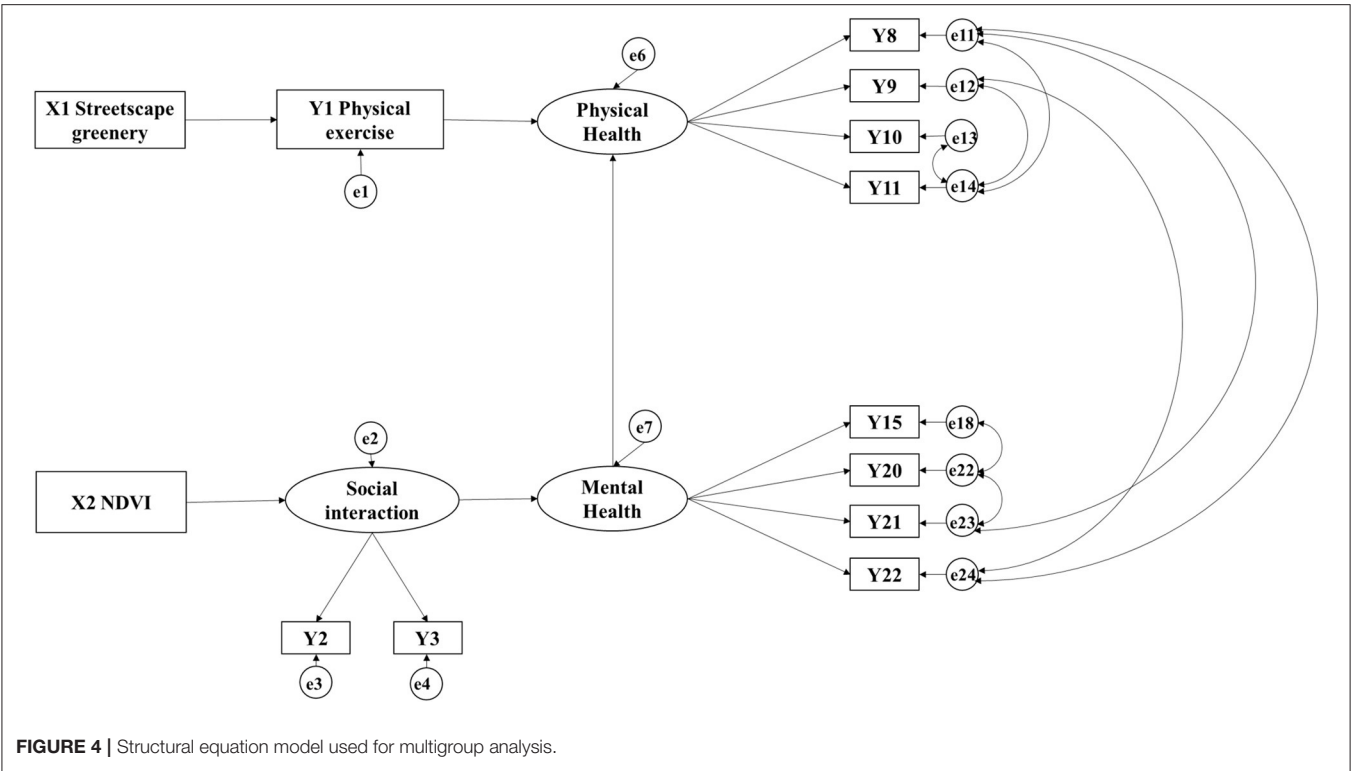 Y8
e11
e6
Y9
e12
X1 Streetscape
greenery
Y1 Physical
exercise
Physical
Health
Y10
e13
Y11
e14
e1
Y15
e18
e7
e2
Y20
e22
Social
interaction
Mental
Health
X2 NDVI
Y21
e23
Y22
e24
Y2
Y3
e3
e4
FIGURE 4 | Structural equation model used for multigroup analysis.